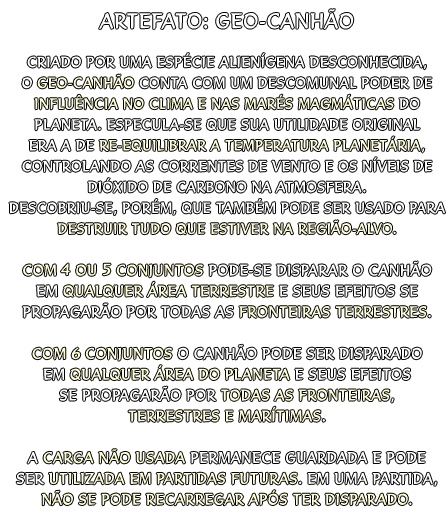 ARTEFATO: GEO-CANHÃO
CRIADO POR UMA ESPÉCIE ALIENÍGENA DESCONHECIDA,
O GEO-CANHÃO CONTA COM UM DESCOMUNAL PODER DE
INFLUÊNCIA NO CLIMA E NAS MARÉS MAGMÁTICAS DO
PLANETA. ESPECULA-SE QUE SUA UTILIDADE ORIGINAL
ERA A DE RE-EQUILIBRAR A TEMPERATURA PLANETÁRIA,
CONTROLANDO AS CORRENTES DE VENTO E OS NÍVEIS DE
DIÓXIDO DE CARBONO NA ATMOSFERA.
DESCOBRIU-SE, PORÉM, QUE TAMBÉM PODE SER USADO PARA
DESTRUIR TUDO QUE ESTIVER NA REGIÃO-ALVO.
COM 4 OU 5 CONJUNTOS PODE-SE DISPARAR O CANHÃO
EM QUALQUER ÁREA TERRESTRE E SEUS EFEITOS SE
PROPAGARÃO POR TODAS AS FRONTEIRAS TERRESTRES.
COM 6 CONJUNTOS O CANHÃO PODE SER DISPARADO
EM QUALQUER ÁREA DO PLANETA E SEUS EFEITOS
SE PROPAGARÃO POR TODAS AS FRONTEIRAS,
TERRESTRES E MARÍTIMAS.
A CARGA NÃO USADA PERMANECE GUARDADA E PODE
SER UTILIZADA EM PARTIDAS FUTURAS. EM UMA PARTIDA,
NÃO SE PODE RECARREGAR APÓS TER DISPARADO.